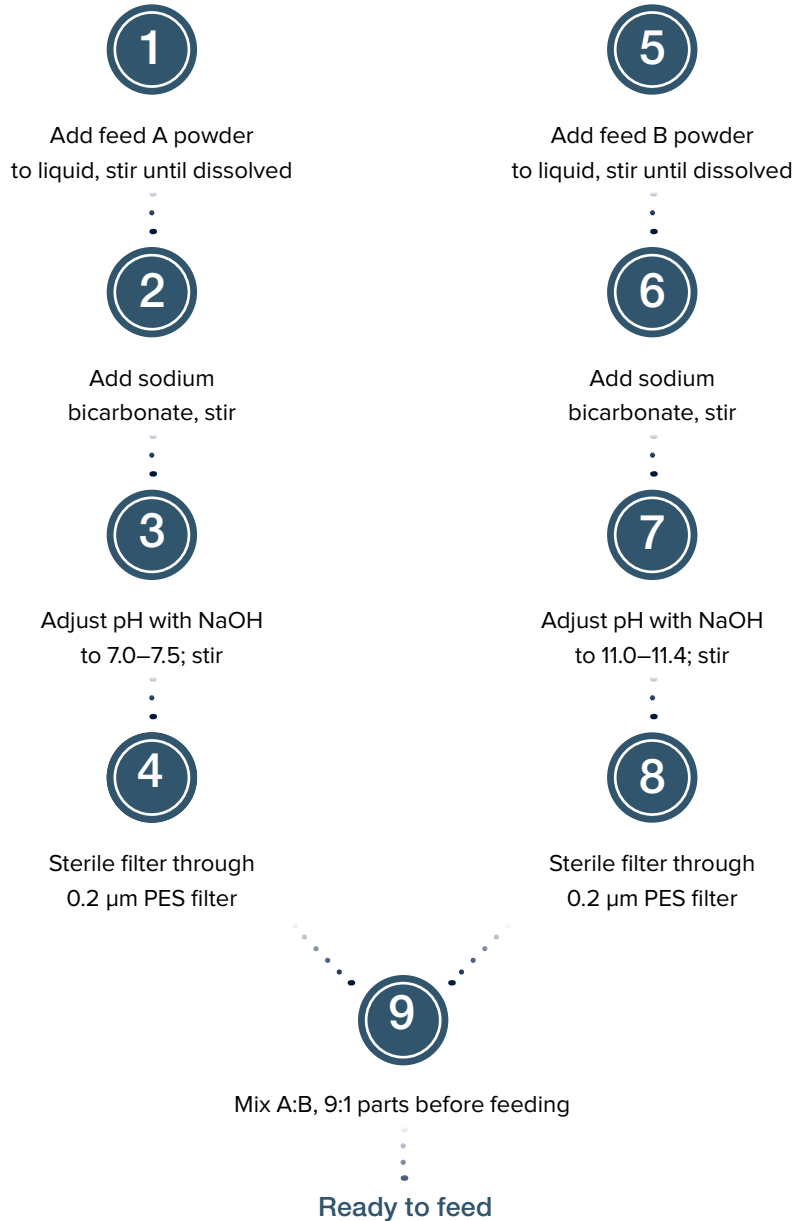 1
Add feed A powder
to liquid, stir until dissolved
2
Add sodium
bicarbonate, stir
3
Adjust pH with NaOH
to 7.0–7.5; stir
4
Sterile filter through
0.2 µm PES filter
5
Add feed B powder
to liquid, stir until dissolved
6
Add sodium
bicarbonate, stir
7
Adjust pH with NaOH
to 11.0–11.4; stir
8
Sterile filter through
0.2 µm PES filter
9
Mix A:B, 9:1 parts before feeding
Ready to feed